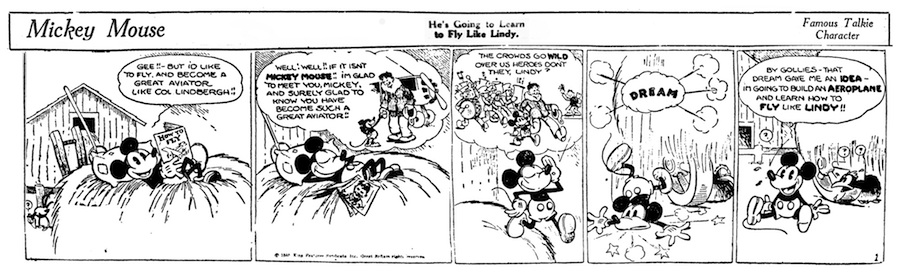 Mickey Mouse
He's Going to Learn
to Fly Like Lindy.
Famous Talkie
Character
GEE!! - BUT I'D LIKE
TO FLY, AND BECOME A
GREAT AVIATOR,
LIKE COL LINDBERGH!!
HOW TO
FLY
WELL! WELL!! IF IT ISNT
MICKEY MOUSE!! I'M GLAD
TO MEET YOU, MICKEY,
AND SURELY GLAD TO
KNOW YOU HAVE
BECOME SUCH A
GREAT AVIATOR!!
King Features Syndicate Inc. Great Britain rights reserved.
THE CROWDS GO WILD
OVER US HEROES DONT
THEY, LINDY?
DREAM
BY GOLLIES - THAT
DREAM GAVE ME AN IDEA -
I'M GOING TO BUILD AN AEROPLANE
AND LEARN HOW TO
FLY LIKE LINDY!!
1